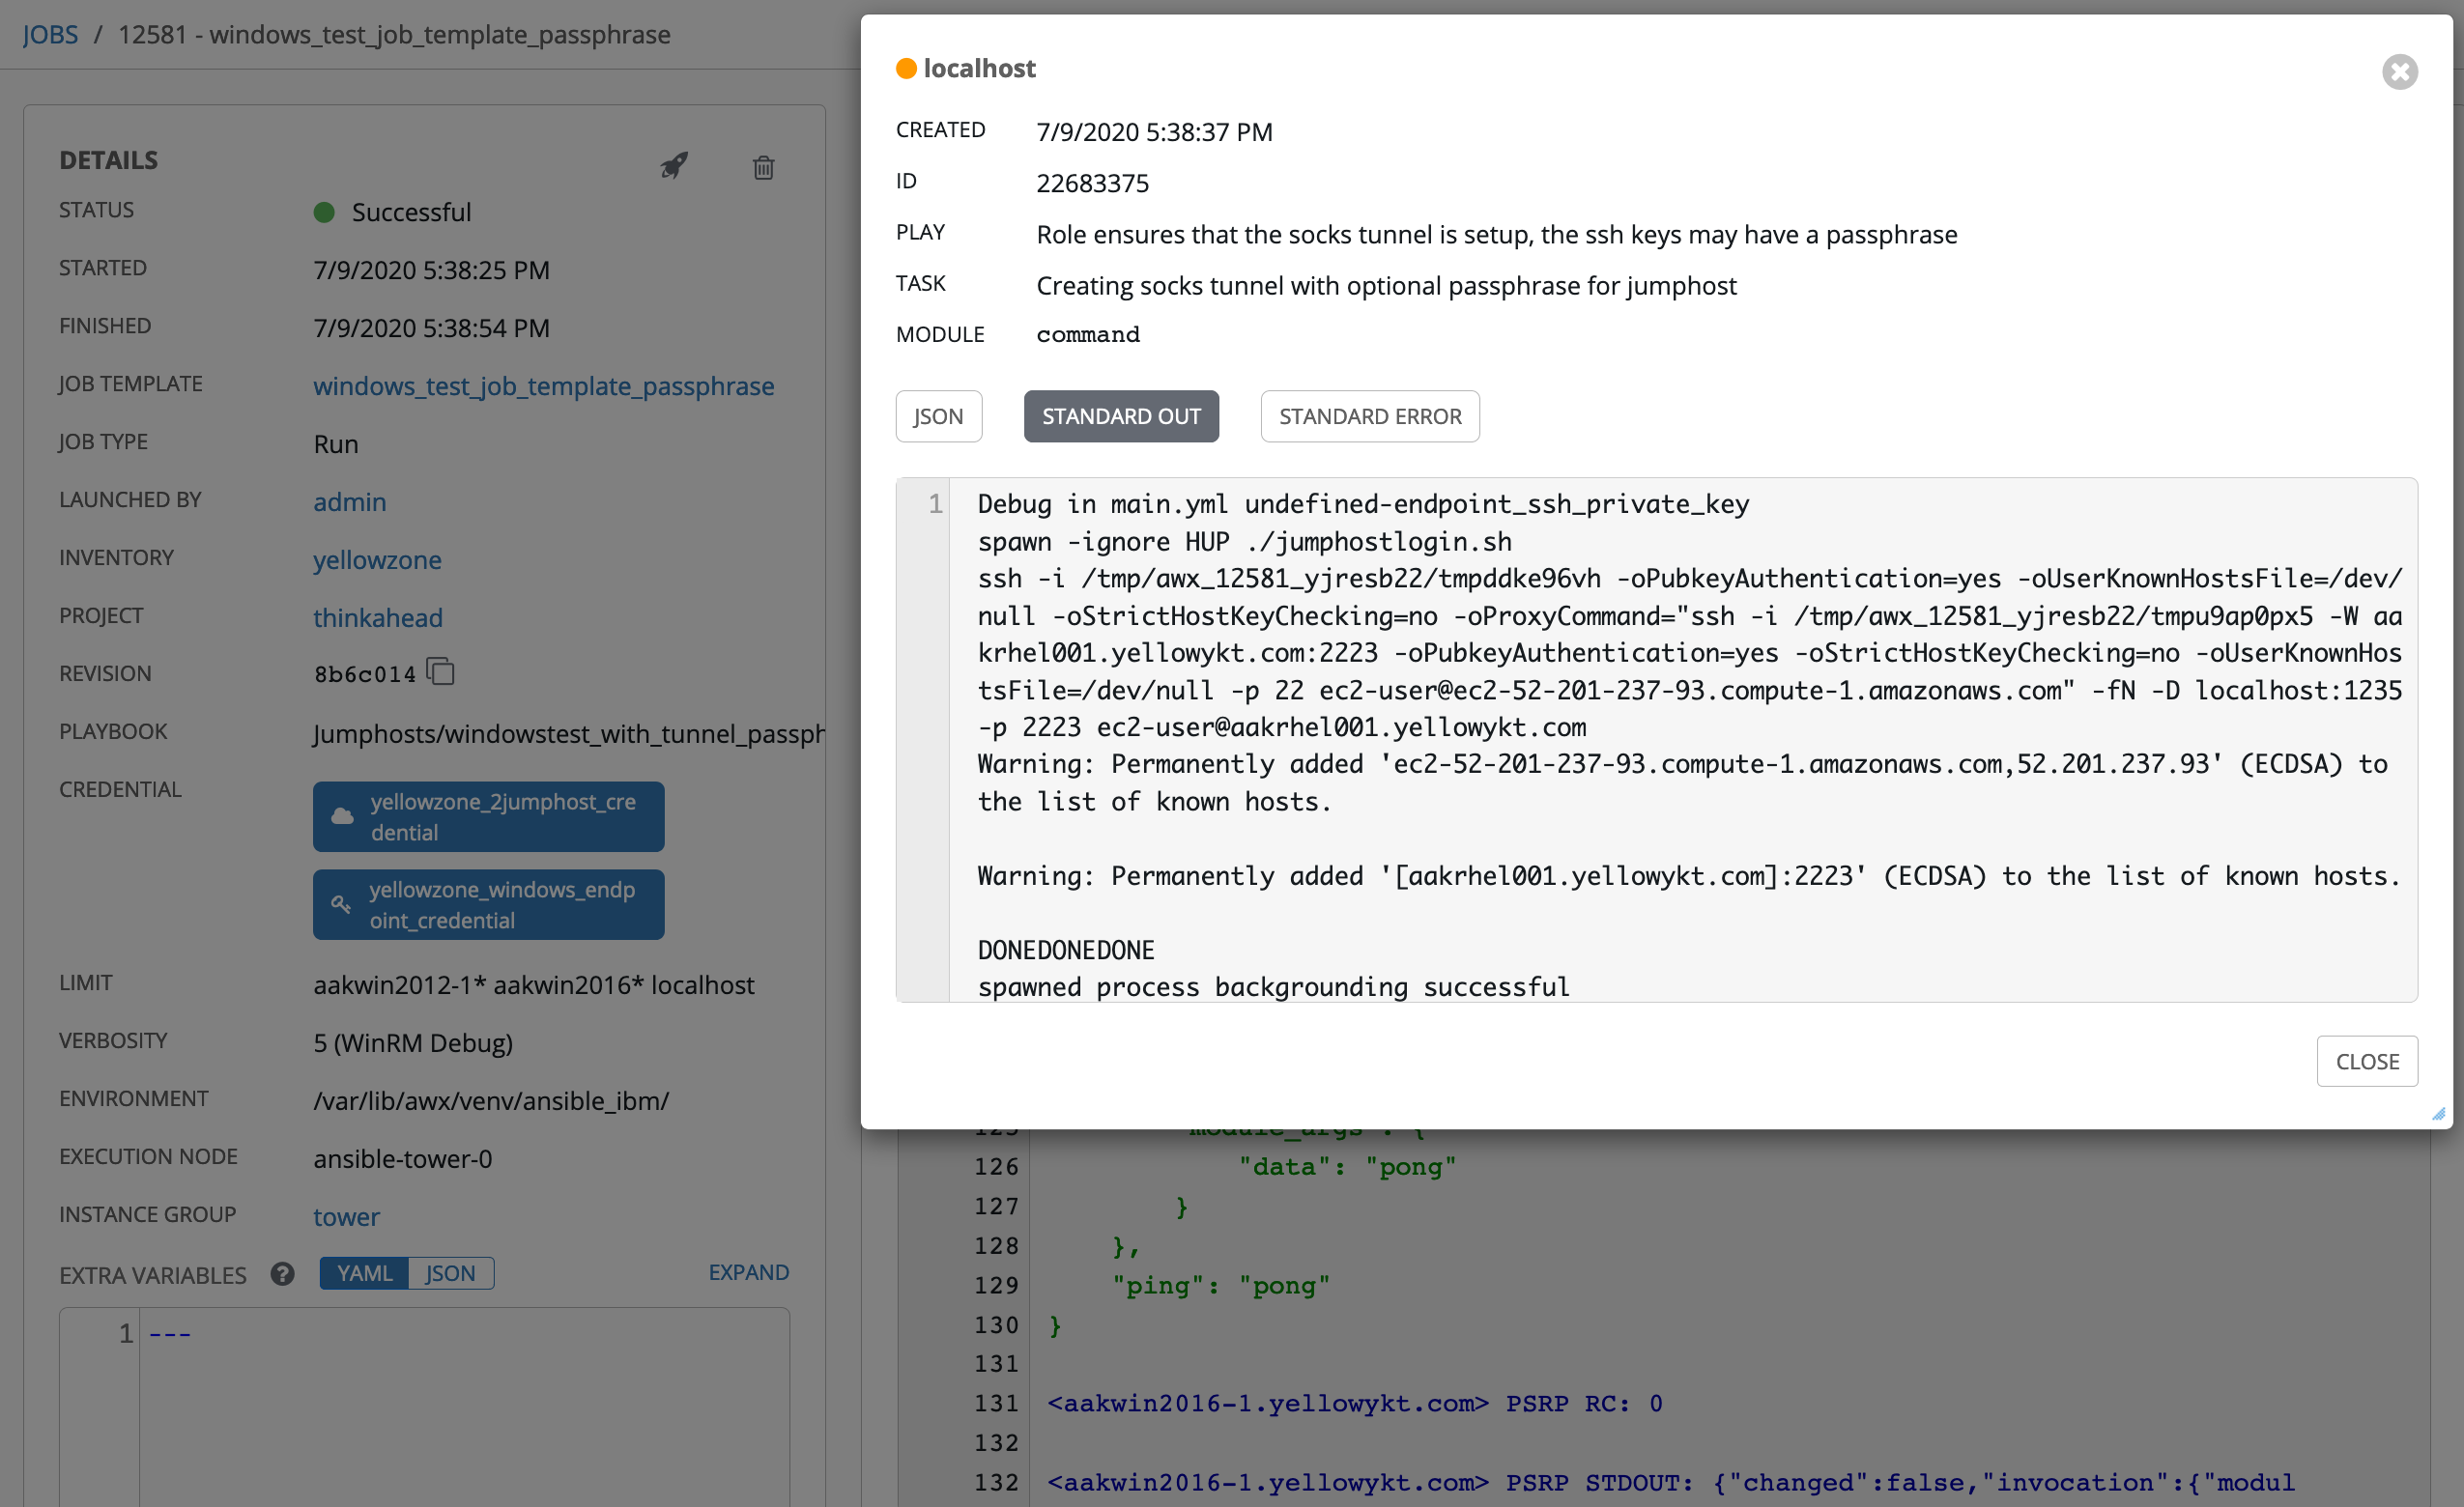 JOBS / 12581 - windows_test_job_template_passphrase
DETAILS
STATUS Successful
STARTED 7/9/2020 5:38:25 PM
FINISHED 7/9/2020 5:38:54 PM
JOB TEMPLATE windows_test_job_template_passphrase
JOB TYPE Run
LAUNCHED BY admin
INVENTORY yellowzone
PROJECT thinkahead
REVISION 8b6c014
PLAYBOOK Jumphosts/windowstest_with_tunnel_passph
CREDENTIAL
yellowzone_2jumphost_cre
dential
yellowzone_windows_endp
oint_credential
LIMIT aakwin2012-1* aakwin2016* localhost
VERBOSITY 5 (WinRM Debug)
ENVIRONMENT /var/lib/awx/venv/ansible_ibm/
EXECUTION NODE ansible-tower-0
INSTANCE GROUP tower
EXTRA VARIABLES ? YAML JSON EXPAND
1 ---
localhost
CREATED 7/9/2020 5:38:37 PM
ID 22683375
PLAY Role ensures that the socks tunnel is setup, the ssh keys may have a passphrase
TASK Creating socks tunnel with optional passphrase for jumphost
MODULE command
JSON STANDARD OUT STANDARD ERROR
1 Debug in main.yml undefined-endpoint_ssh_private_key
spawn -ignore HUP ./jumphostlogin.sh
ssh -i /tmp/awx_12581_yjresb22/tmpddke96vh -oPubkeyAuthentication=yes -oUserKnownHostsFile=/dev/
null -oStrictHostKeyChecking=no -oProxyCommand="ssh -i /tmp/awx_12581_yjresb22/tmpu9ap0px5 -W aa
krhel001.yellowykt.com:2223 -oPubkeyAuthentication=yes -oStrictHostKeyChecking=no -oUserKnownHos
tsFile=/dev/null -p 22 ec2-user@ec2-52-201-237-93.compute-1.amazonaws.com" -fN -D localhost:1235
-p 2223 ec2-user@aakrhel001.yellowykt.com
Warning: Permanently added 'ec2-52-201-237-93.compute-1.amazonaws.com,52.201.237.93' (ECDSA) to
the list of known hosts.
Warning: Permanently added '[aakrhel001.yellowykt.com]:2223' (ECDSA) to the list of known hosts.
DONEDONEDONE
spawned process backgrounding successful
CLOSE
125 "module_args": {
126 "data": "pong"
127 }
128 },
129 "ping": "pong"
130 }
131
131 <aakwin2016-1.yellowykt.com> PSRP RC: 0
132
132 <aakwin2016-1.yellowykt.com> PSRP STDOUT: {"changed":false,"invocation":{"modul